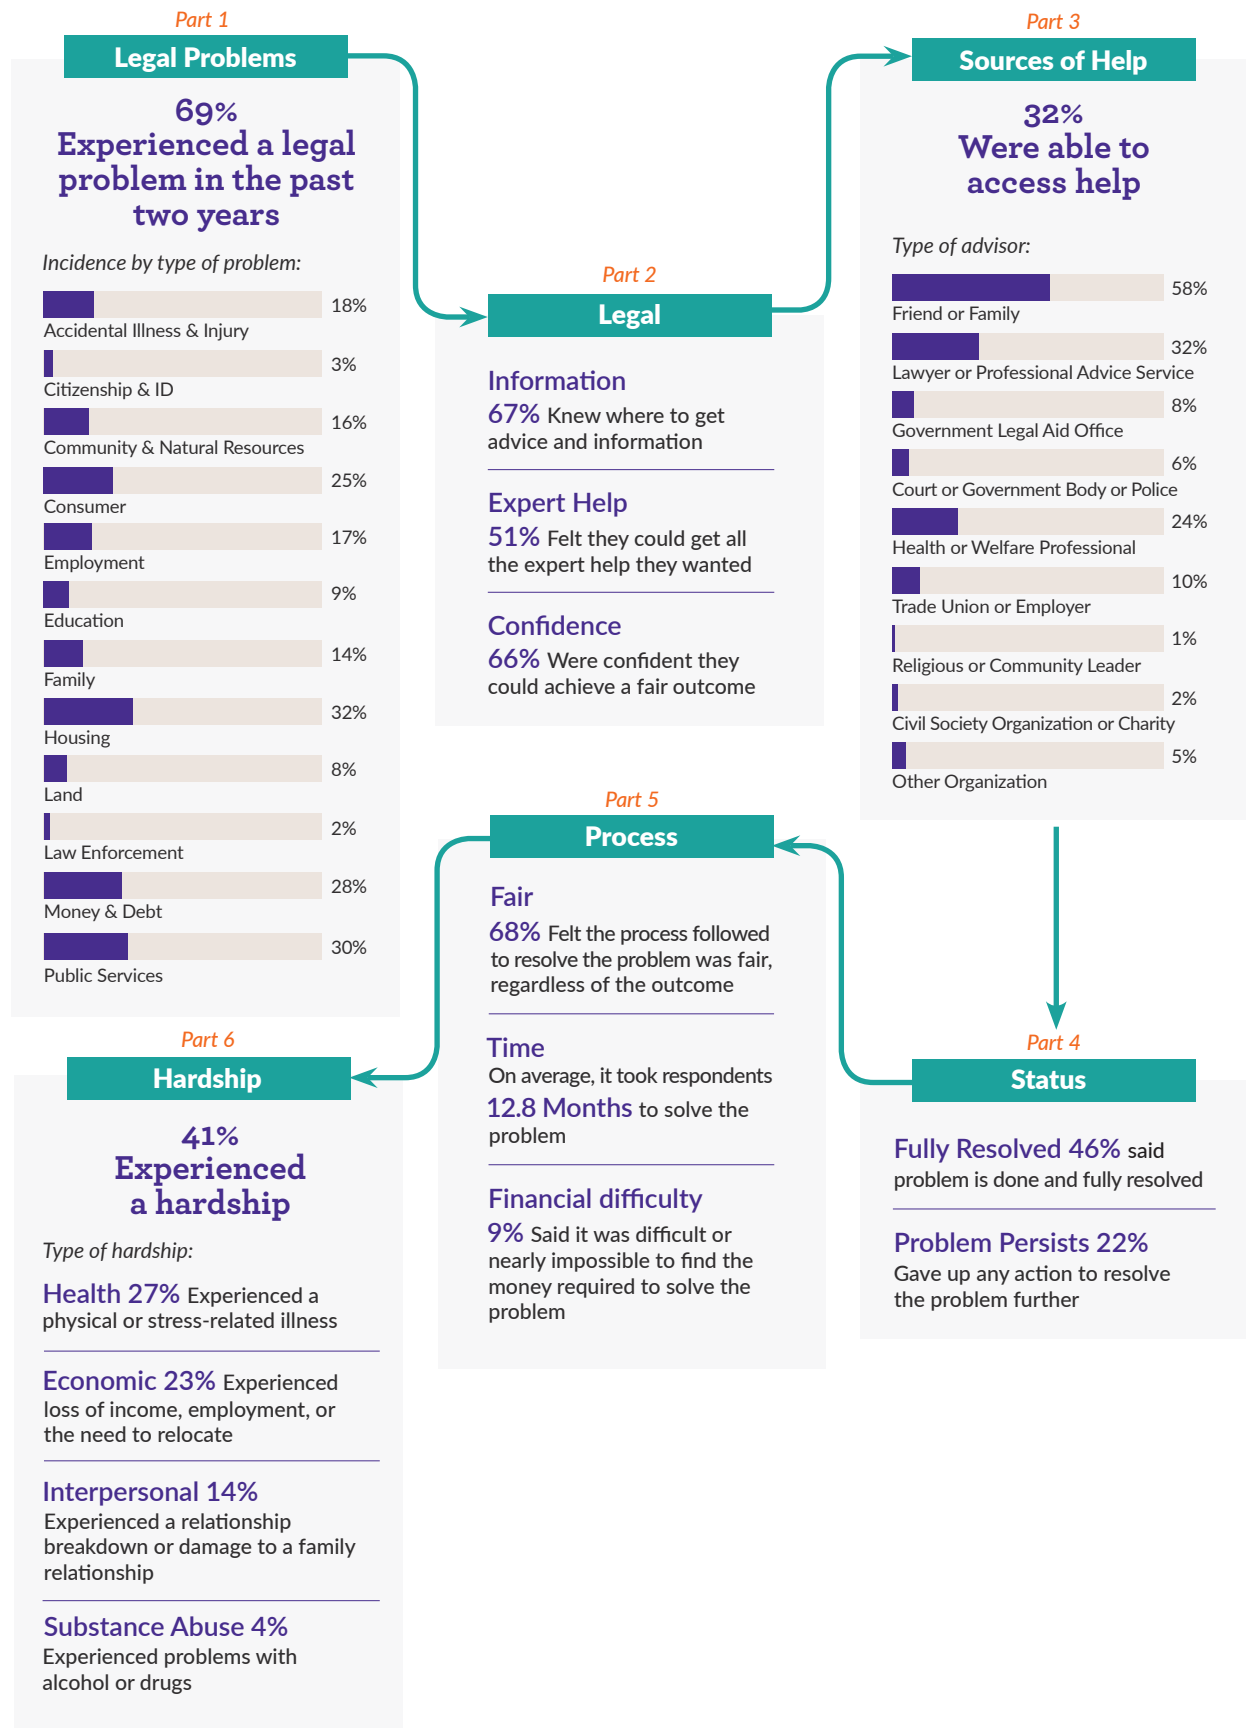 Part 1
Legal Problems
69%
Experienced a legal
problem in the past
two years
Incidence by type of problem:
18%
Accidental Illness & Injury
3%
Citizenship & ID
16%
Community & Natural Resources
25%
Consumer
17%
Employment
9%
Education
14%
Family
32%
Housing
8%
Land
2%
Law Enforcement
28%
Money & Debt
30%
Public Services
Part 2
Legal
Information
67% Knew where to get
advice and information
Expert Help
51% Felt they could get all
the expert help they wanted
Confidence
66% Were confident they
could achieve a fair outcome
Part 3
Sources of Help
32%
Were able to
access help
Type of advisor:
58%
Friend or Family
32%
Lawyer or Professional Advice Service
8%
Government Legal Aid Office
6%
Court or Government Body or Police
24%
Health or Welfare Professional
10%
Trade Union or Employer
1%
Religious or Community Leader
2%
Civil Society Organization or Charity
5%
Other Organization
Part 4
Status
Fully Resolved 46% said
problem is done and fully resolved
Problem Persists 22%
Gave up any action to resolve
the problem further
Part 5
Process
Fair
68% Felt the process followed
to resolve the problem was fair,
regardless of the outcome
Time
On average, it took respondents
12.8 Months to solve the
problem
Financial difficulty
9% Said it was difficult or
nearly impossible to find the
money required to solve the
problem
Part 6
Hardship
41%
Experienced
a hardship
Type of hardship:
Health 27% Experienced a
physical or stress-related illness
Economic 23% Experienced
loss of income, employment, or
the need to relocate
Interpersonal 14%
Experienced a relationship
breakdown or damage to a family
relationship
Substance Abuse 4%
Experienced problems with
alcohol or drugs